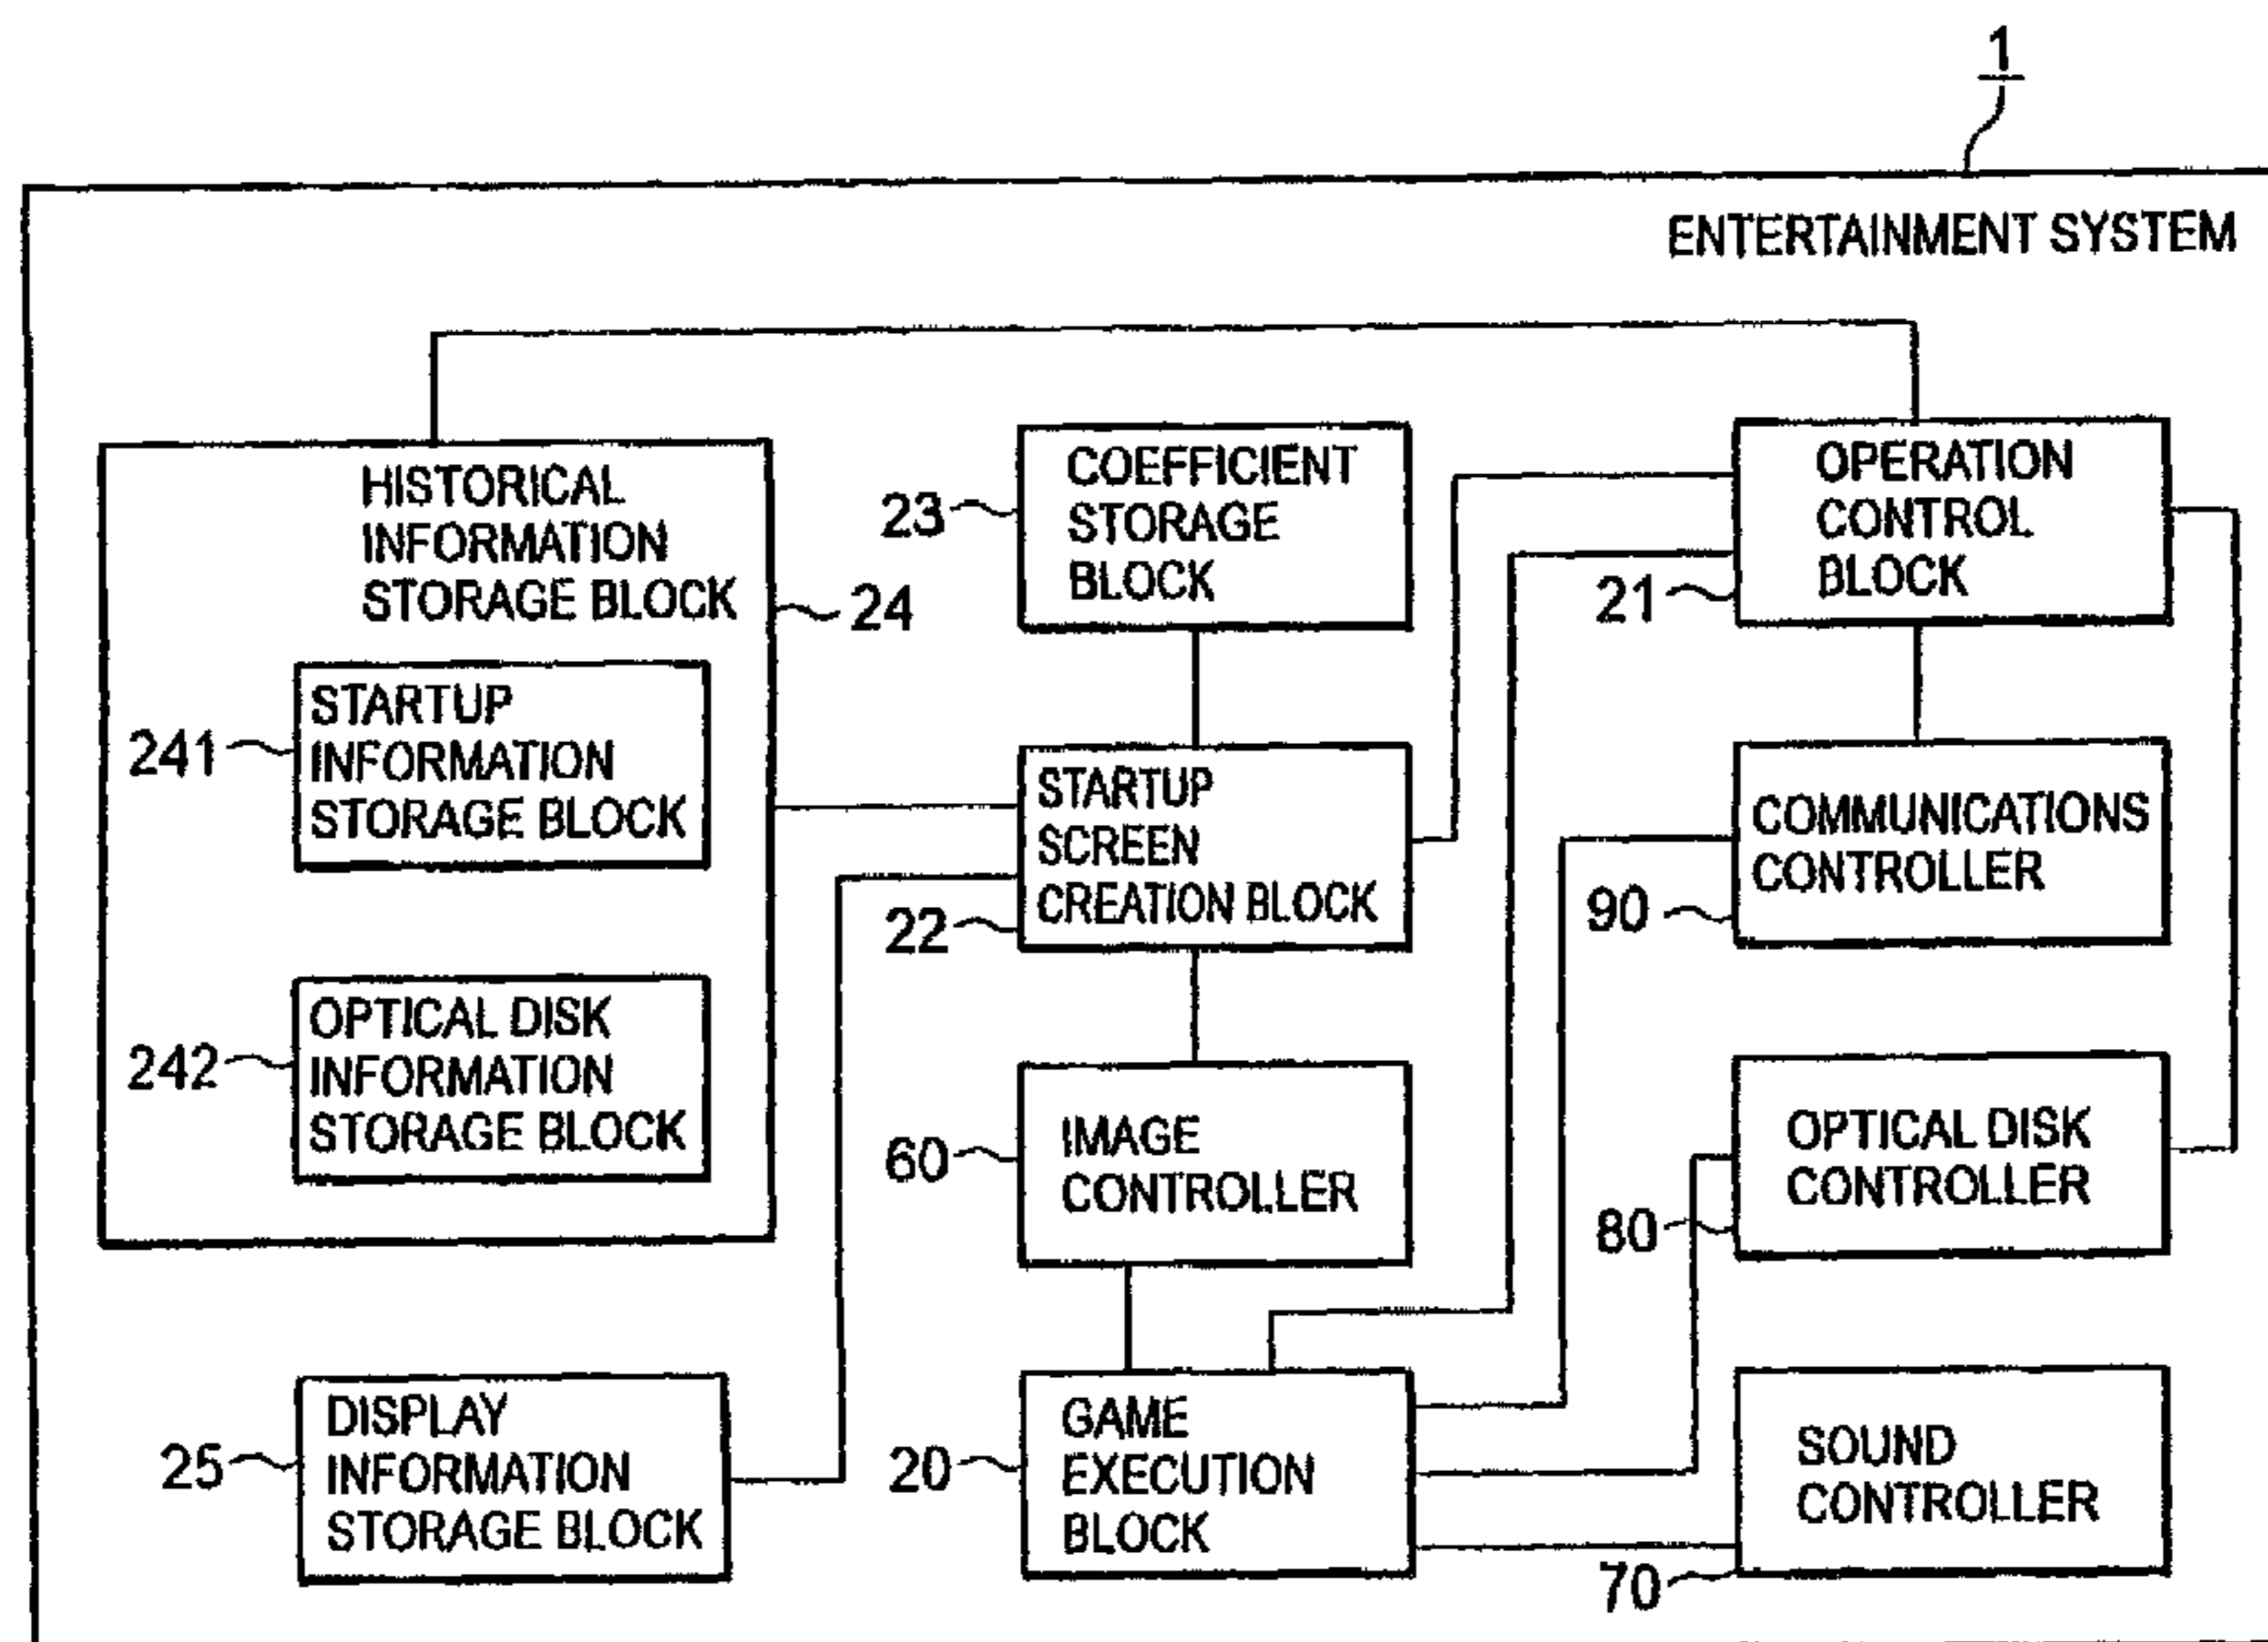 1
ENTERTAINMENT SYSTEM
HISTORICAL
INFORMATION
STORAGE BLOCK
24
STARTUP
INFORMATION
STORAGE BLOCK
241
OPTICAL DISK
INFORMATION
STORAGE BLOCK
242
DISPLAY
INFORMATION
STORAGE BLOCK
25
COEFFICIENT
STORAGE
BLOCK
23
STARTUP
SCREEN
CREATION BLOCK
22
IMAGE
CONTROLLER
60
GAME
EXECUTION
BLOCK
20
OPERATION
CONTROL
BLOCK
21
COMMUNICATIONS
CONTROLLER
90
OPTICAL DISK
CONTROLLER
80
SOUND
CONTROLLER
70